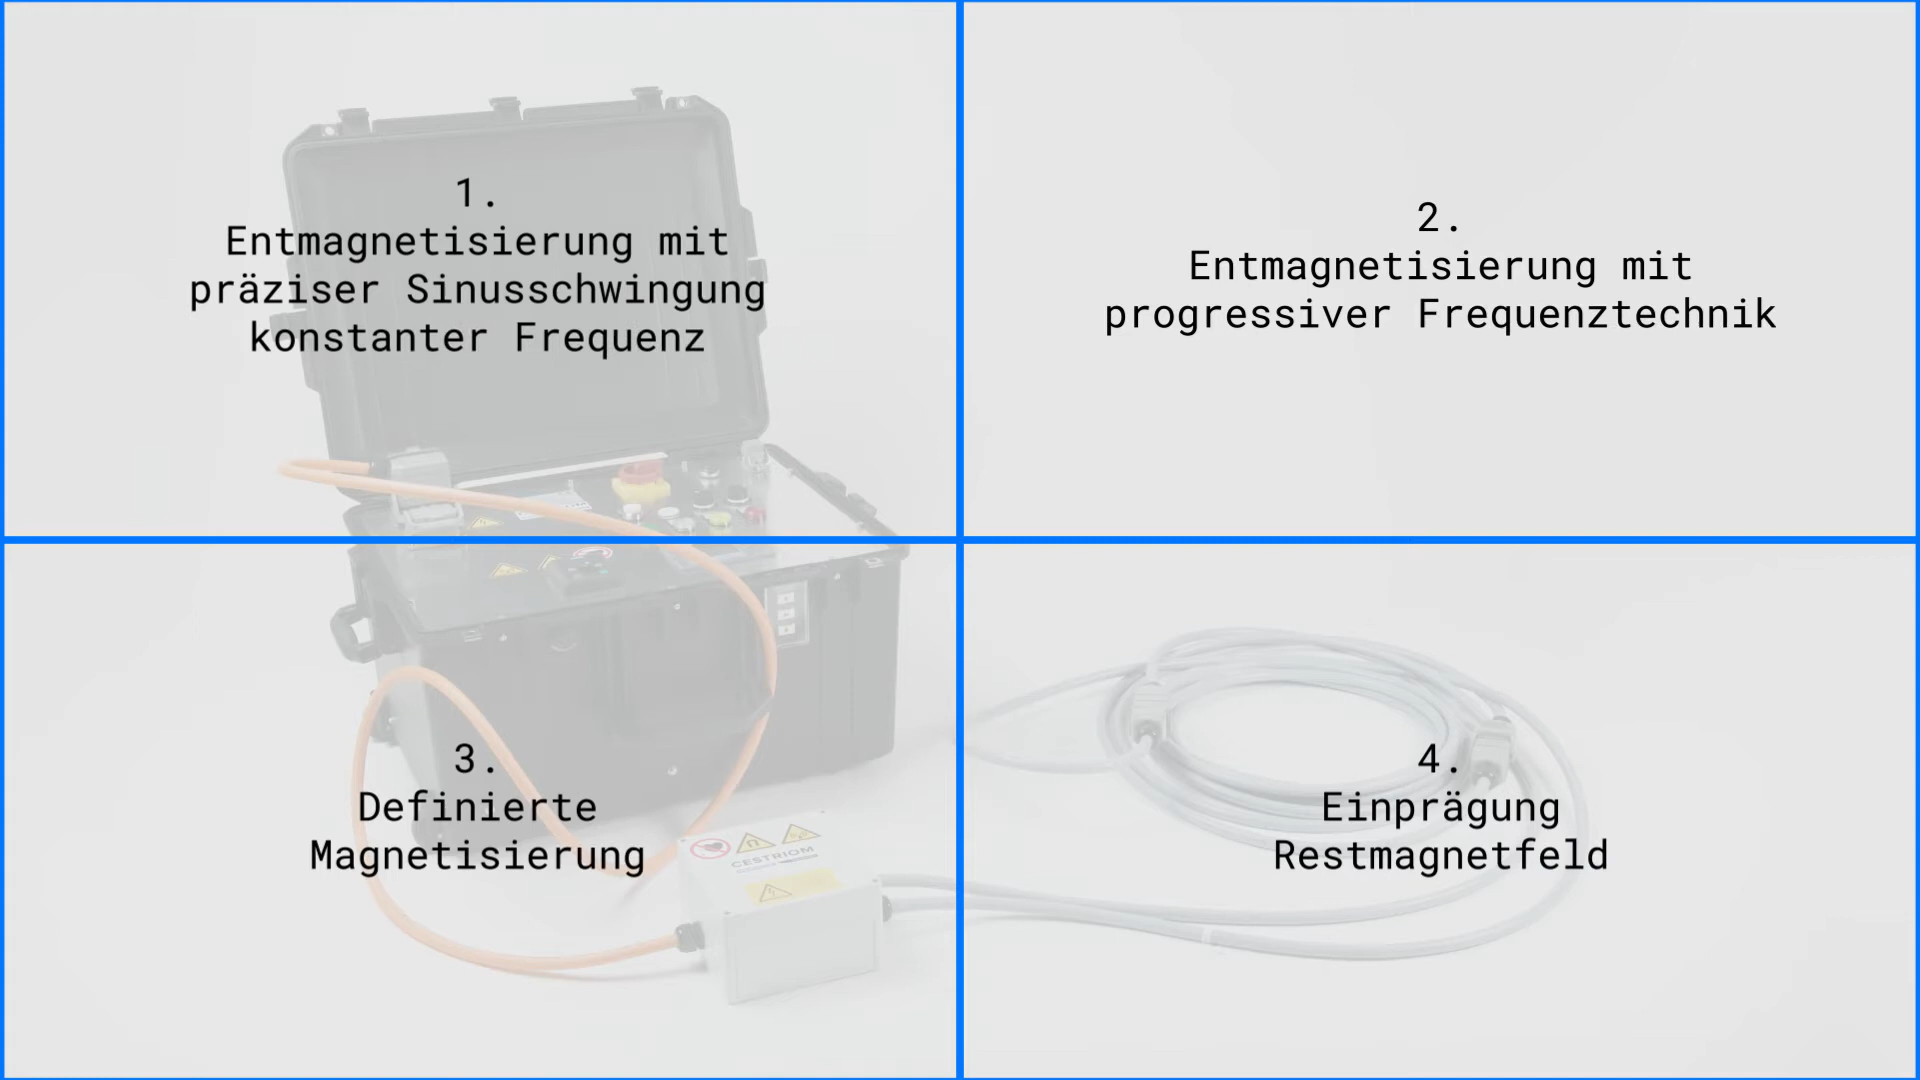 1.
Entmagnetisierung mit
präziser Sinusschwingung
konstanter Frequenz
2.
Entmagnetisierung mit
progressiver Frequenztechnik
3.
Definierte
Magnetisierung
4.
Einprägung
Restmagnetfeld
CESTRIOM